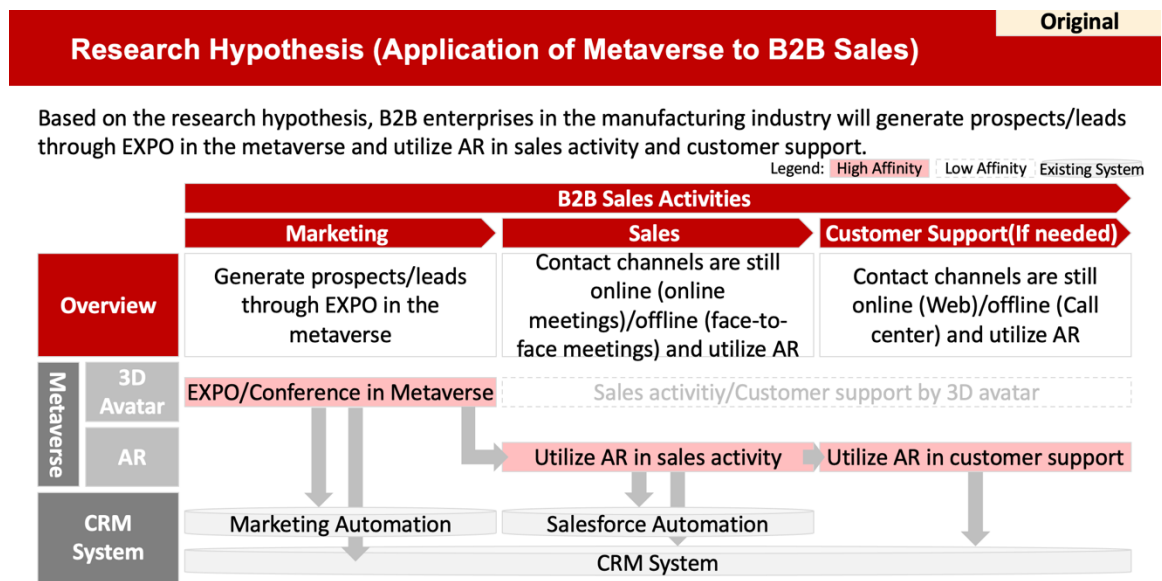 Original
Research Hypothesis (Application of Metaverse to B2B Sales)
Based on the research hypothesis, B2B enterprises in the manufacturing industry will generate prospects/leads
through EXPO in the metaverse and utilize AR in sales activity and customer support.
Legend: High Affinity Low Affinity Existing System
B2B Sales Activities
Marketing
Sales
Customer Support(If needed)
Overview
Generate prospects/leads
through EXPO in the
metaverse
Contact channels are still
online (online
meetings)/offline (face-to-
face meetings) and utilize AR
Contact channels are still
online (Web)/offline (Call
center) and utilize AR
Metaverse
3D
Avatar
EXPO/Conference in Metaverse
Sales activitiy/Customer support by 3D avatar
AR
Utilize AR in sales activity
Utilize AR in customer support
CRM
System
Marketing Automation
Salesforce Automation
CRM System